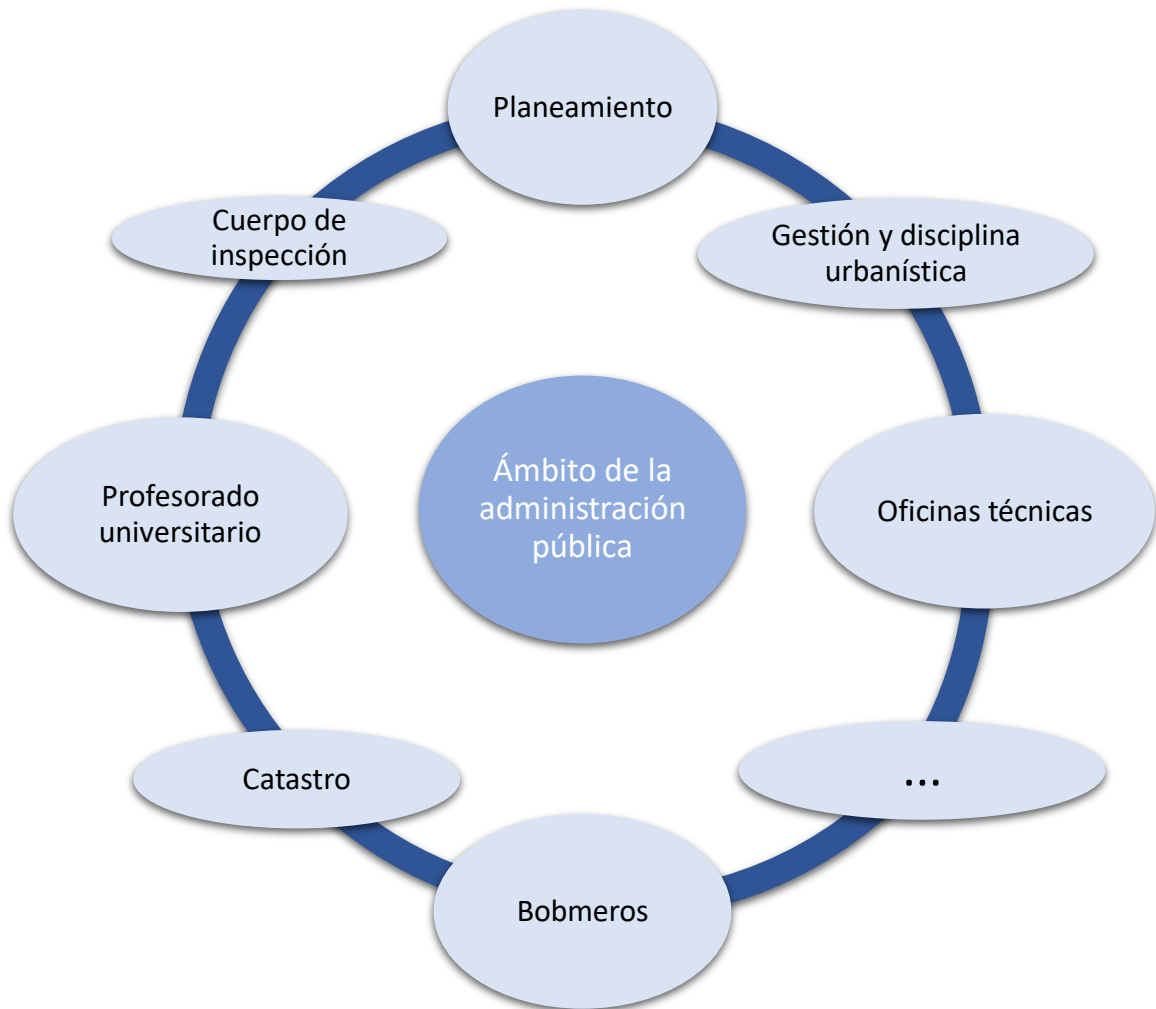 Planeamiento
Cuerpo de
inspección
Gestión y disciplina
urbanística
Profesorado
universitario
Ámbito de la
administración
pública
Oficinas técnicas
Catastro
...
Bobmeros